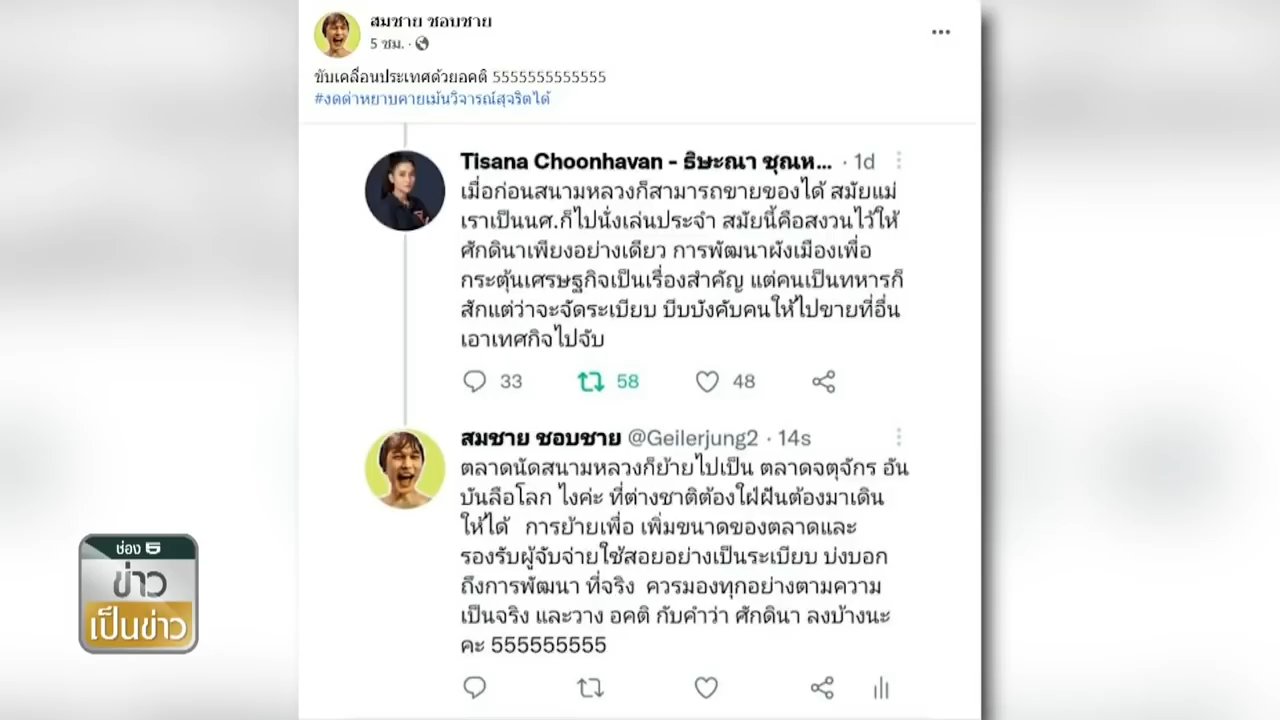 สมชาย ชอบชาย
5 ชม. ·
ขับเคลื่อนประเทศด้วยอคติ 5555555555555
#งดด่าหยาบคายเม้นวิจารณ์สุจริตได้
Tisana Choonhavan - ธิษะณา ชุณห... · 1d
เมื่อก่อนสนามหลวงก็สามารถขายของได้ สมัยแม่
เราเป็นนศ.ก็ไปนั่งเล่นประจำ สมัยนี้คือสงวนไว้ให้
ศักดินาเพียงอย่างเดียว การพัฒนาผังเมืองเพื่อ
กระตุ้นเศรษฐกิจเป็นเรื่องสำคัญ แต่คนเป็นทหารก็
สักแต่ว่าจะจัดระเบียบ บีบบังคับคนให้ไปขายที่อื่น
เอาเทศกิจไปจับ
33 58 48
สมชาย ชอบชาย @Geilerjung2 · 14s
ตลาดนัดสนามหลวงก็ย้ายไปเป็น ตลาดจตุจักร อัน
บันลือโลก ไงค่ะ ที่ต่างชาติต้องใฝ่ฝันต้องมาเดิน
ให้ได้ การย้ายเพื่อ เพิ่มขนาดของตลาดและ
รองรับผู้จับจ่ายใช้สอยอย่างเป็นระเบียบ บ่งบอก
ถึงการพัฒนา ที่จริง ควรมองทุกอย่างตามความ
เป็นจริง และวาง อคติ กับคำว่า ศักดินา ลงบ้างนะ
คะ 555555555
ช่อง 5
ข่าว
เป็นข่าว